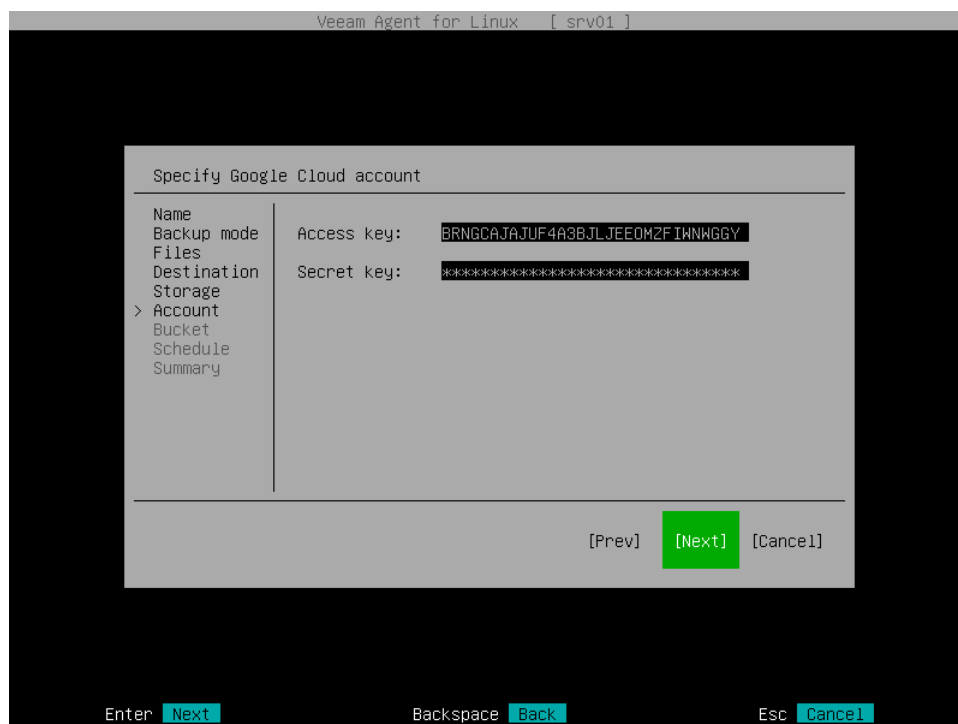 Veeam Agent for Linux [ srv01 ]
Specify Google Cloud account
Name
Backup mode
Files
Destination
Storage
> Account
Bucket
Schedule
Summary
Access key: BRNGCAJAJUF4A3BJLJEEOMZFIWNWGGY
Secret key: *******************************
[Prev] [Next] [Cancel]
Enter Next Backspace Back Esc Cancel